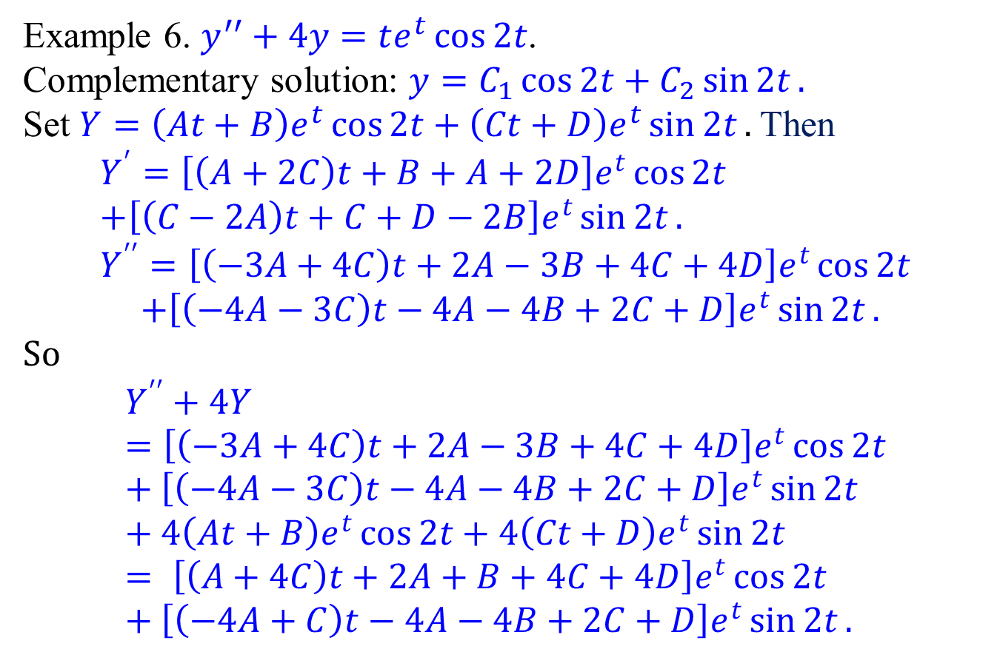 Example 6. y′′ + 4y = te^t cos 2t.
Complementary solution: y = C₁ cos 2t + C₂ sin 2t .
Set Y = (At + B)e^t cos 2t + (Ct + D)e^t sin 2t . Then
Y′ = [(A + 2C)t + B + A + 2D]e^t cos 2t
+[(C − 2A)t + C + D − 2B]e^t sin 2t .
Y′′ = [(−3A + 4C)t + 2A − 3B + 4C + 4D]e^t cos 2t
+[(−4A − 3C)t − 4A − 4B + 2C + D]e^t sin 2t .
So
Y′′ + 4Y
= [(−3A + 4C)t + 2A − 3B + 4C + 4D]e^t cos 2t
+ [(−4A − 3C)t − 4A − 4B + 2C + D]e^t sin 2t
+ 4(At + B)e^t cos 2t + 4(Ct + D)e^t sin 2t
= [(A + 4C)t + 2A + B + 4C + 4D]e^t cos 2t
+ [(−4A + C)t − 4A − 4B + 2C + D]e^t sin 2t .